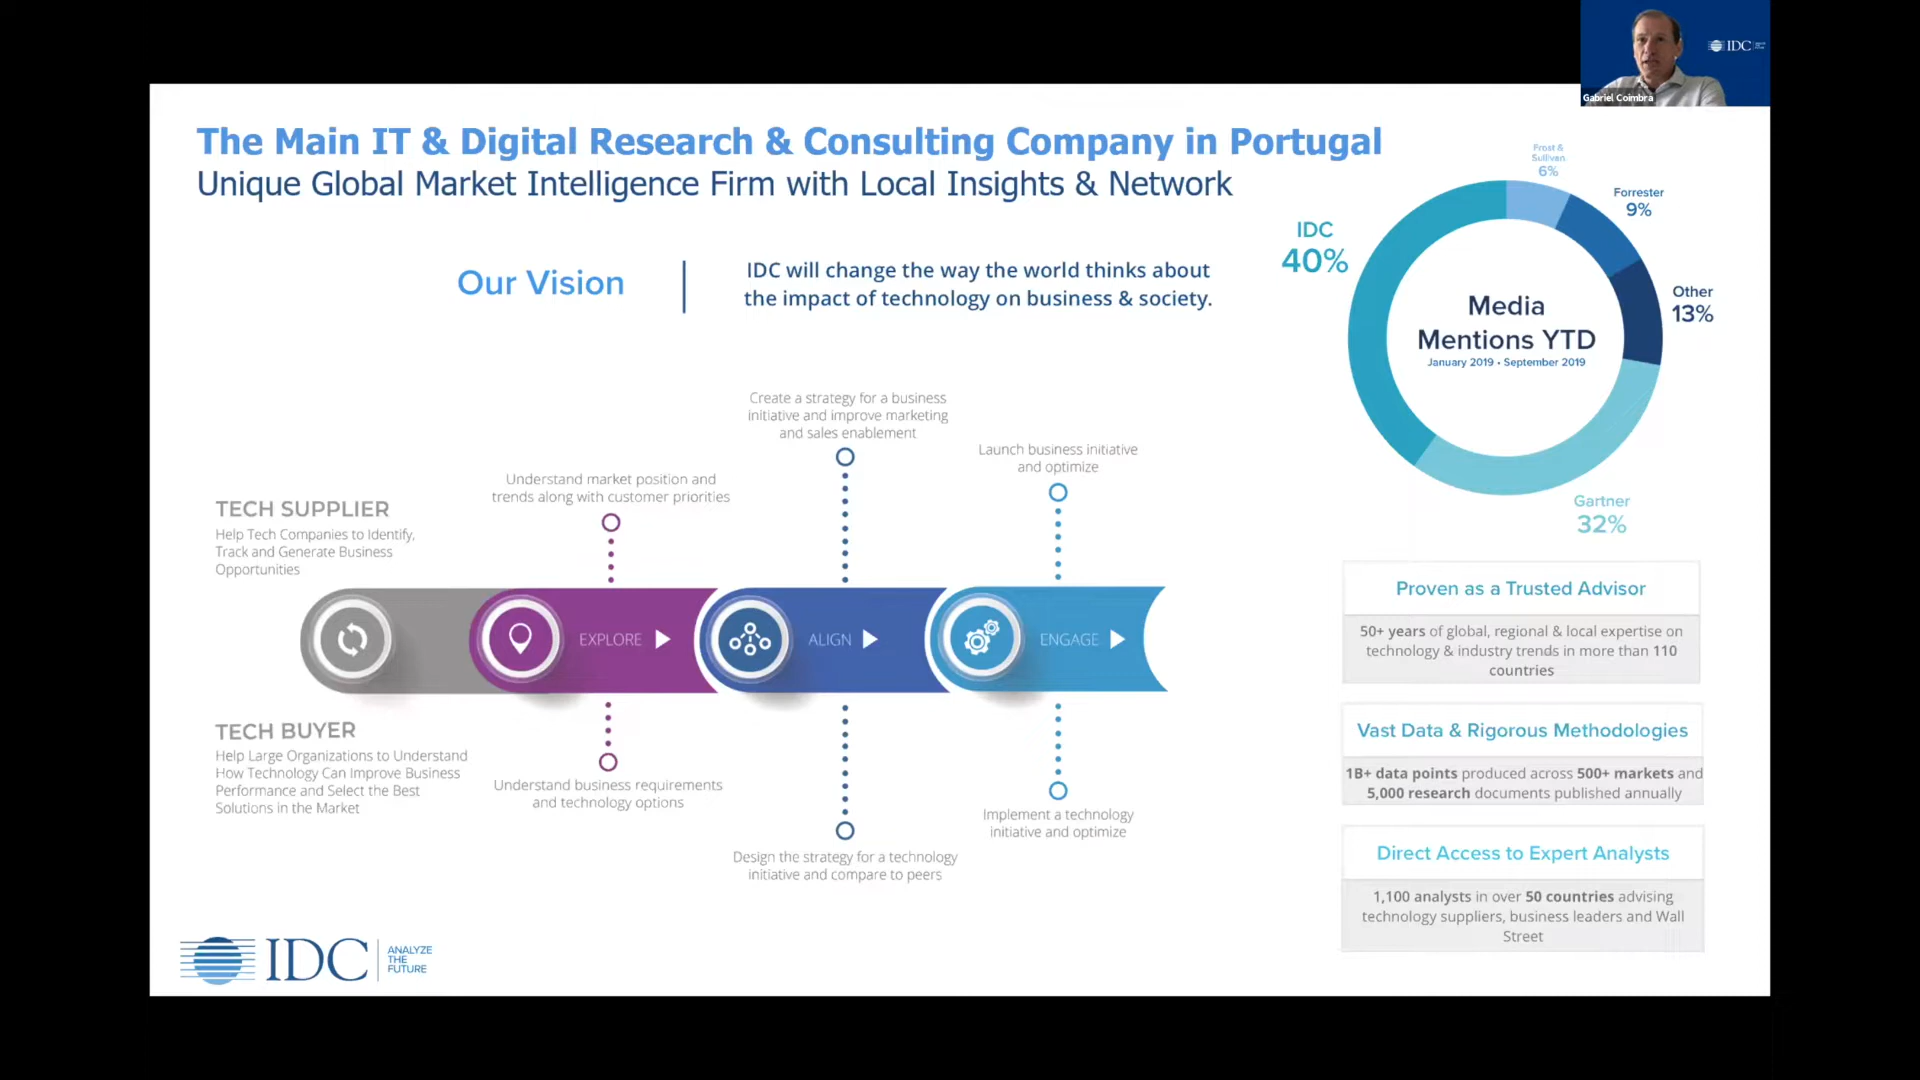 IDC
Gabriel Coimbra
The Main IT & Digital Research & Consulting Company in Portugal
Unique Global Market Intelligence Firm with Local Insights & Network
Our Vision
IDC will change the way the world thinks about
the impact of technology on business & society.
Frost &
Sullivan
6%
Forrester
9%
Other
13%
Gartner
32%
IDC
40%
Media
Mentions YTD
January 2019 • September 2019
TECH SUPPLIER
Help Tech Companies to Identify,
Track and Generate Business
Opportunities
Understand market position and
trends along with customer priorities
Create a strategy for a business
initiative and improve marketing
and sales enablement
Launch business initiative
and optimize
EXPLORE
ALIGN
ENGAGE
TECH BUYER
Help Large Organizations to Understand
How Technology Can Improve Business
Performance and Select the Best
Solutions in the Market
Understand business requirements
and technology options
Design the strategy for a technology
initiative and compare to peers
Implement a technology
initiative and optimize
Proven as a Trusted Advisor
50+ years of global, regional & local expertise on
technology & industry trends in more than 110
countries
Vast Data & Rigorous Methodologies
1B+ data points produced across 500+ markets and
5,000 research documents published annually
Direct Access to Expert Analysts
1,100 analysts in over 50 countries advising
technology suppliers, business leaders and Wall
Street
IDC
ANALYZE
THE
FUTURE